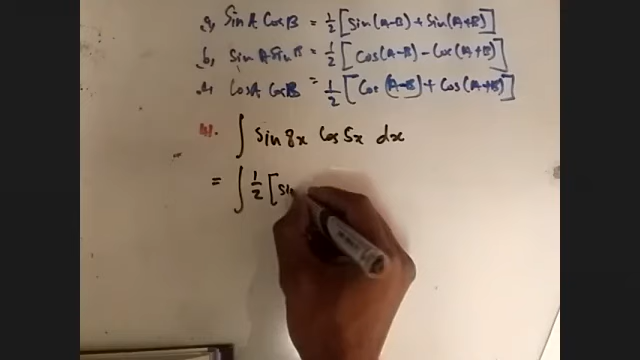 a, Sin A Cos B = 1/2 [Sin(A-B) + Sin(A+B)]
b, Sin A Sin B = 1/2 [Cos(A-B) - Cos(A+B)]
Cos A Cos B = 1/2 [Cos(A-B) + Cos(A+B)]
∫ Sin 8x Cos 5x dx
= ∫ 1/2 [Sin